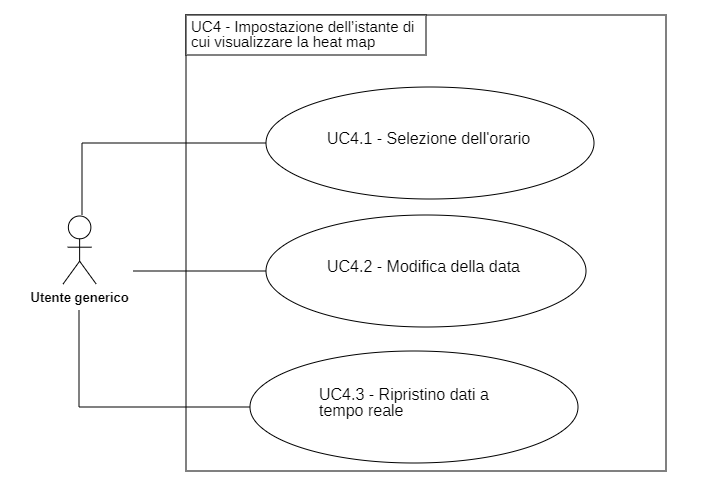 UC4 - Impostazione dell'istante di
cui visualizzare la heat map
UC4.1 - Selezione dell'orario
UC4.2 - Modifica della data
Utente generico
UC4.3 - Ripristino dati a
tempo reale